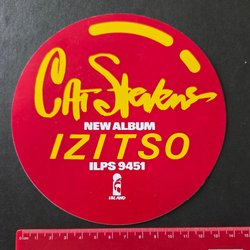 Cat Stevens
NEW ALBUM
IZITSO
ILPS 9451
ISLAND